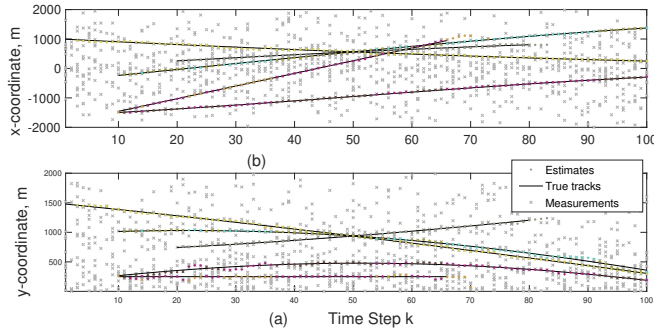 2000
1000
0
-1000
-2000
x-coordinate, m
10 20 30 40 50 60 70 80 90 100
(b)
2000
1500
1000
500
y-coordinate, m
Estimates
True tracks
Measurements
10 20 30 40 50 60 70 80 90 100
(a) Time Step k